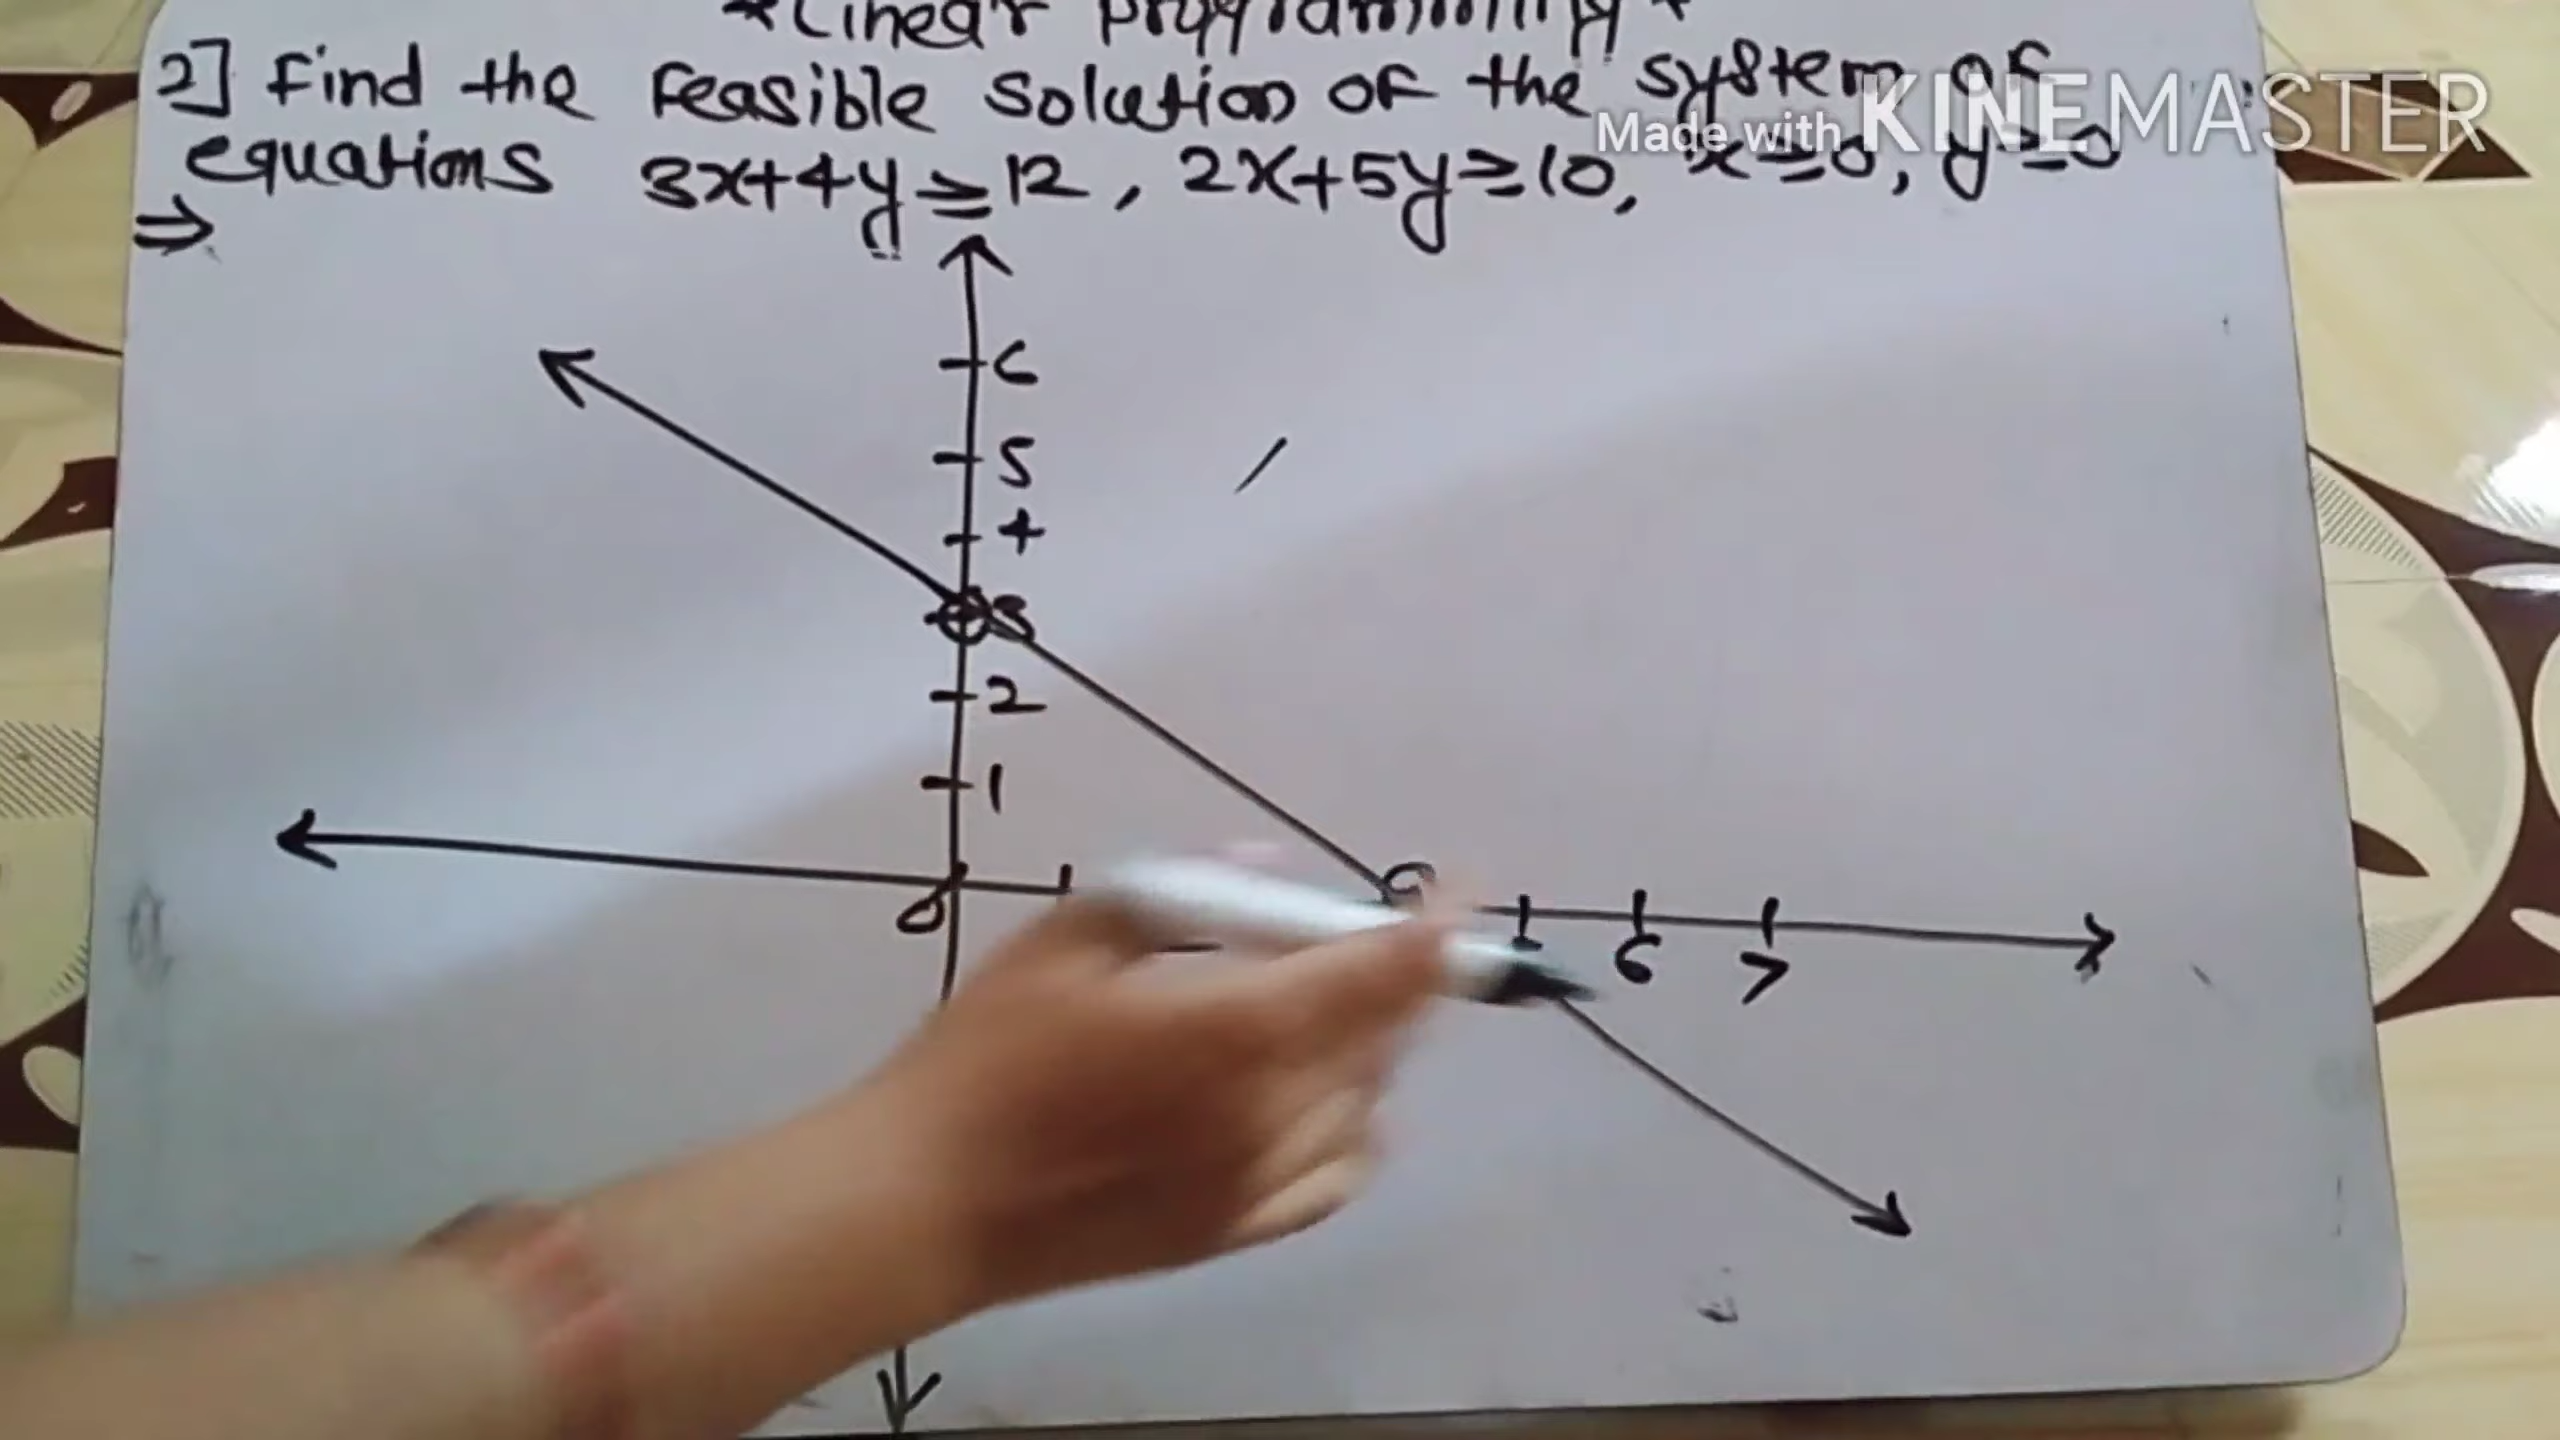 *Linear Programming*
2] Find the Feasible Solution of the system of
Made with KINEMASTER
equations 3x+4y≥12, 2x+5y≥10, x≥0, y≥0
⇒
6
5
4
3
2
1
0
6
7